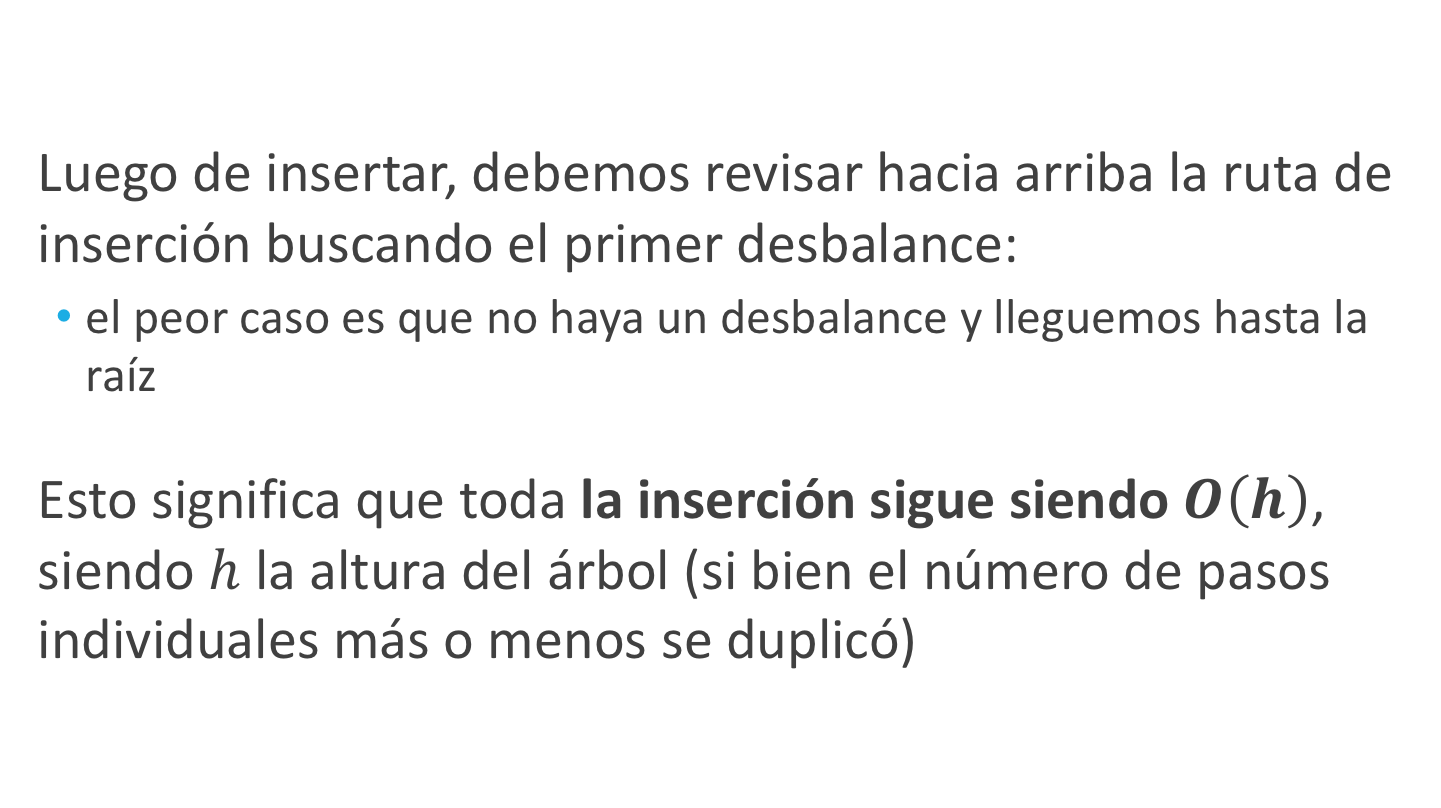 Luego de insertar, debemos revisar hacia arriba la ruta de
inserción buscando el primer desbalance:
• el peor caso es que no haya un desbalance y lleguemos hasta la
raíz
Esto significa que toda la inserción sigue siendo O(h),
siendo h la altura del árbol (si bien el número de pasos
individuales más o menos se duplicó)